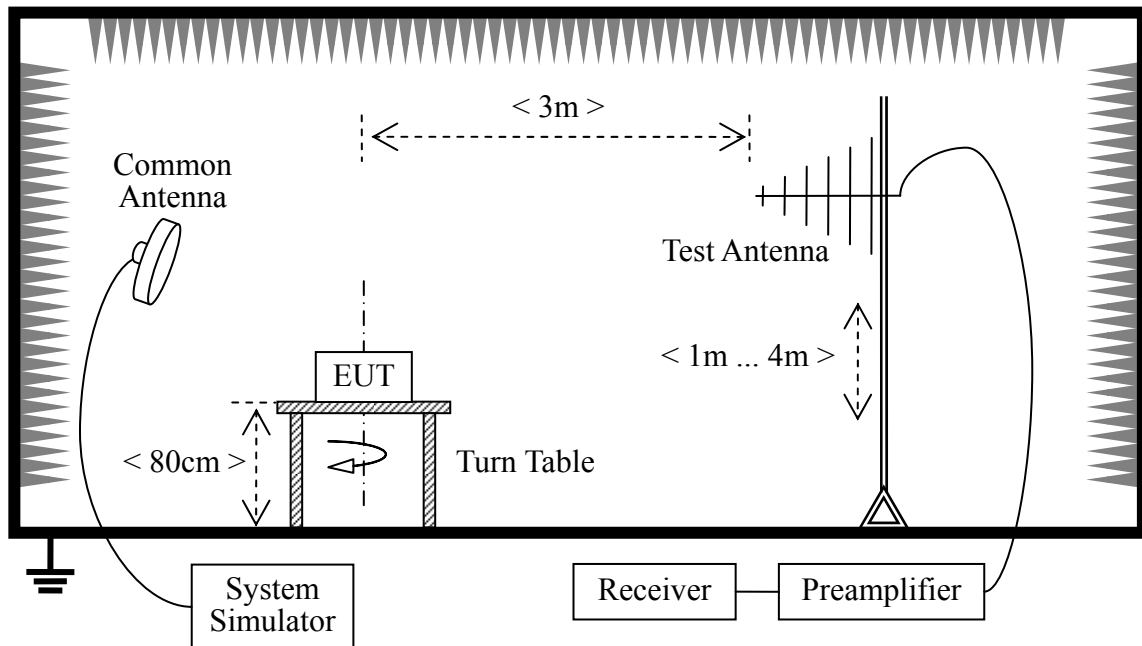 < 3m >
Common
Antenna
Test Antenna
< 1m ... 4m >
EUT
< 80cm >
Turn Table
System
Simulator
Receiver
Preamplifier